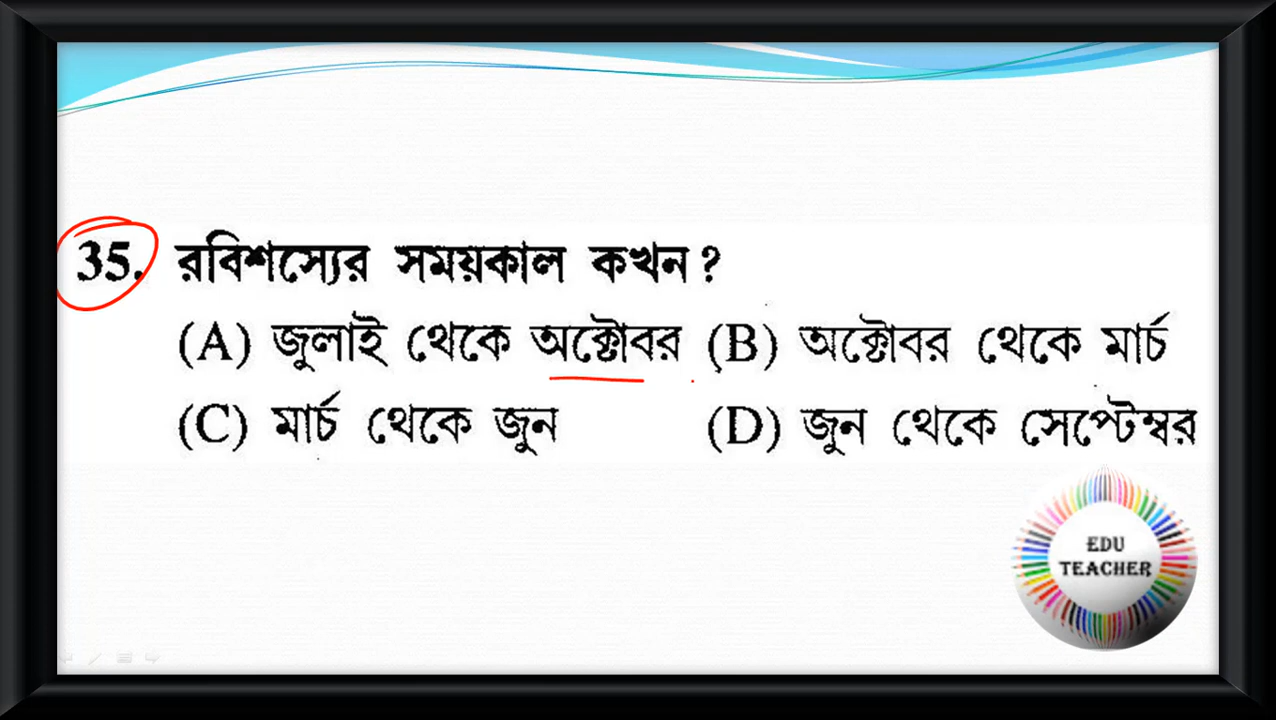 35. রবিশস্যের সময়কাল কখন?
(A) জুলাই থেকে অক্টোবর (B) অক্টোবর থেকে মার্চ
(C) মার্চ থেকে জুন (D) জুন থেকে সেপ্টেম্বর
EDU
TEACHER